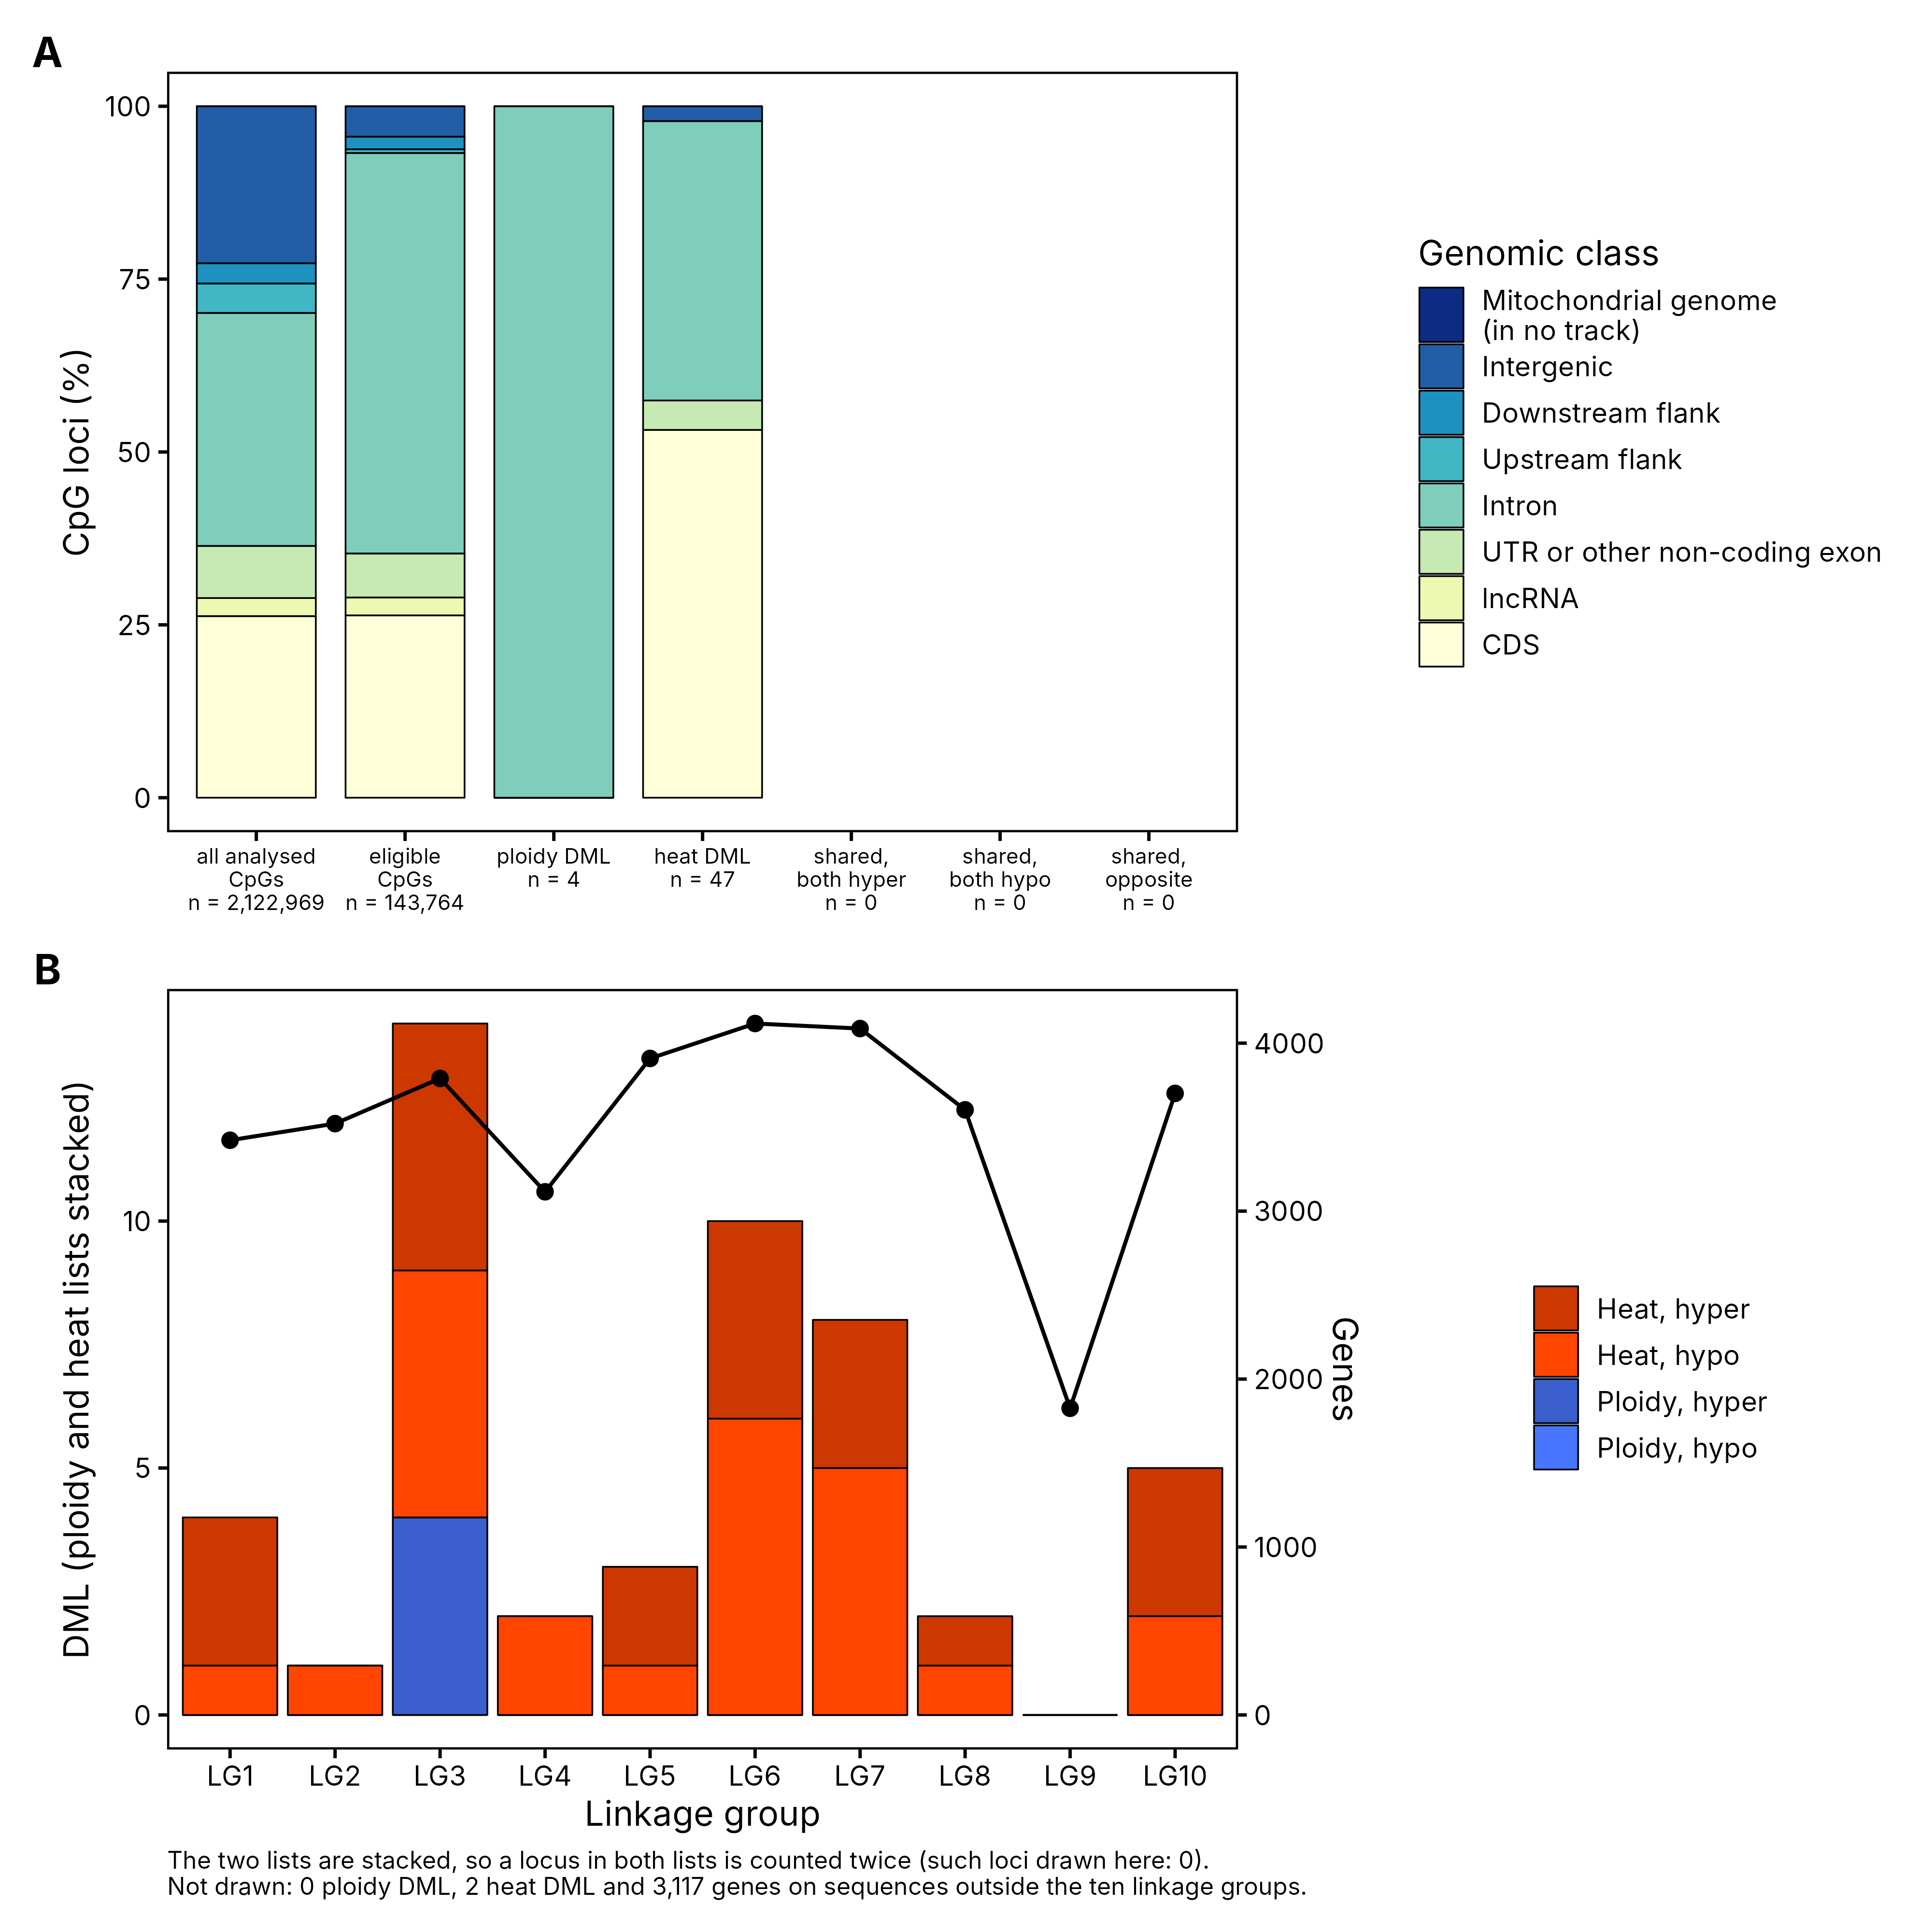 A
CpG loci (%)
100
75
50
25
0
all analysed
CpGs
n = 2,122,969
eligible
CpGs
n = 143,764
ploidy DML
n = 4
heat DML
n = 47
shared,
both hyper
n = 0
shared,
both hypo
n = 0
shared,
opposite
n = 0
Genomic class
Mitochondrial genome
(in no track)
Intergenic
Downstream flank
Upstream flank
Intron
UTR or other non-coding exon
lncRNA
CDS
B
DML (ploidy and heat lists stacked)
10
5
0
4000
3000
2000
1000
0
Genes
LG1
LG2
LG3
LG4
LG5
LG6
LG7
LG8
LG9
LG10
Linkage group
Heat, hyper
Heat, hypo
Ploidy, hyper
Ploidy, hypo
The two lists are stacked, so a locus in both lists is counted twice (such loci drawn here: 0).
Not drawn: 0 ploidy DML, 2 heat DML and 3,117 genes on sequences outside the ten linkage groups.